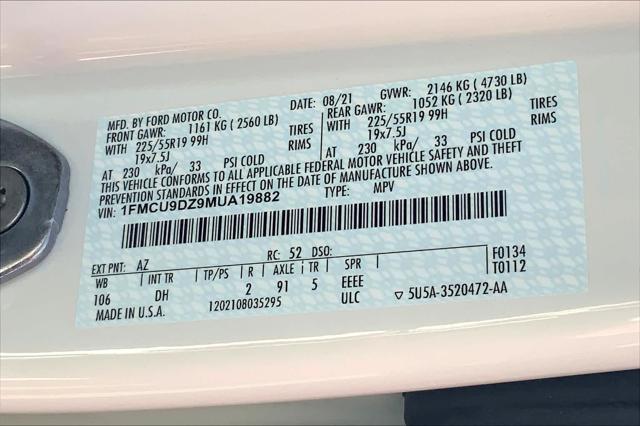 MFD. BY FORD MOTOR CO. DATE: 08/21 GVWR: 2146 KG ( 4730 LB)
FRONT GAWR: 1161 KG ( 2560 LB) REAR GAWR: 1052 KG ( 2320 LB)
WITH 225/55R19 99H TIRES WITH 225/55R19 99H TIRES
19x7.5J RIMS 19x7.5J RIMS
AT 230 kPa/ 33 PSI COLD AT 230 kPa/ 33 PSI COLD
THIS VEHICLE CONFORMS TO ALL APPLICABLE FEDERAL MOTOR VEHICLE SAFETY AND THEFT
PREVENTION STANDARDS IN EFFECT ON THE DATE OF MANUFACTURE SHOWN ABOVE.
VIN: 1FMCU9DZ9MUA19882 TYPE: MPV
EXT PNT: AZ RC: 52 DSO: F0134
WB INT TR TP/PS R AXLE TR SPR T0112
106 DH 2 91 5 EEEE
MADE IN U.S.A. 1202108035295 ULC ▽ 5U5A-3520472-AA